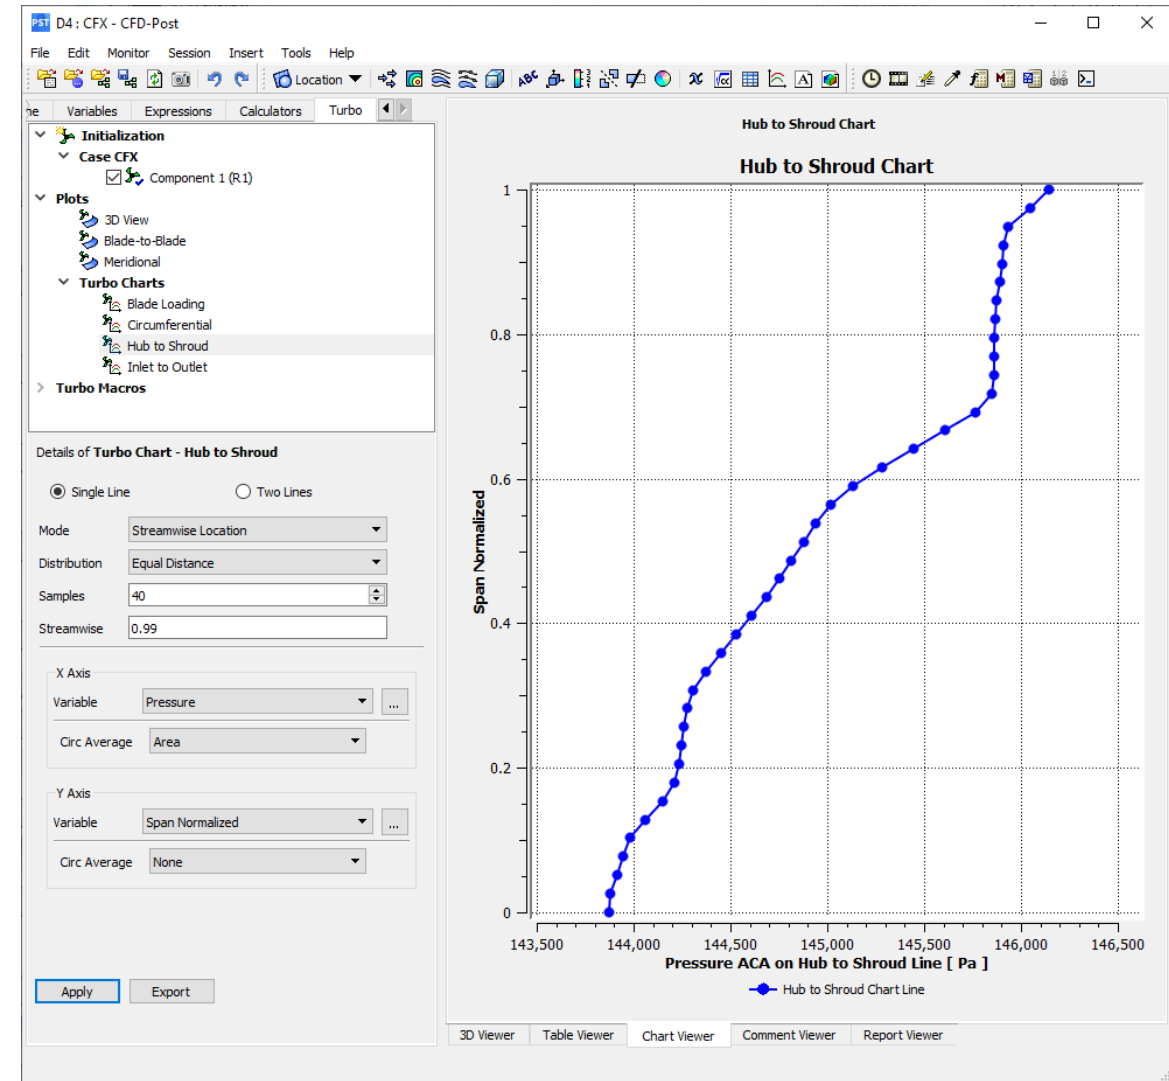 PST D4 : CFX - CFD-Post
File Edit Monitor Session Insert Tools Help
Location
ne Variables Expressions Calculators Turbo
Initialization
Case CFX
Component 1 (R1)
Plots
3D View
Blade-to-Blade
Meridional
Turbo Charts
Blade Loading
Circumferential
Hub to Shroud
Inlet to Outlet
Turbo Macros
Details of Turbo Chart - Hub to Shroud
Single Line Two Lines
Mode Streamwise Location
Distribution Equal Distance
Samples 40
Streamwise 0.99
X Axis
Variable Pressure ...
Circ Average Area
Y Axis
Variable Span Normalized ...
Circ Average None
Apply Export
Hub to Shroud Chart
Hub to Shroud Chart
1
0.8
0.6
0.4
0.2
0
Span Normalized
143,500 144,000 144,500 145,000 145,500 146,000 146,500
Pressure ACA on Hub to Shroud Line [ Pa ]
Hub to Shroud Chart Line
3D Viewer Table Viewer Chart Viewer Comment Viewer Report Viewer